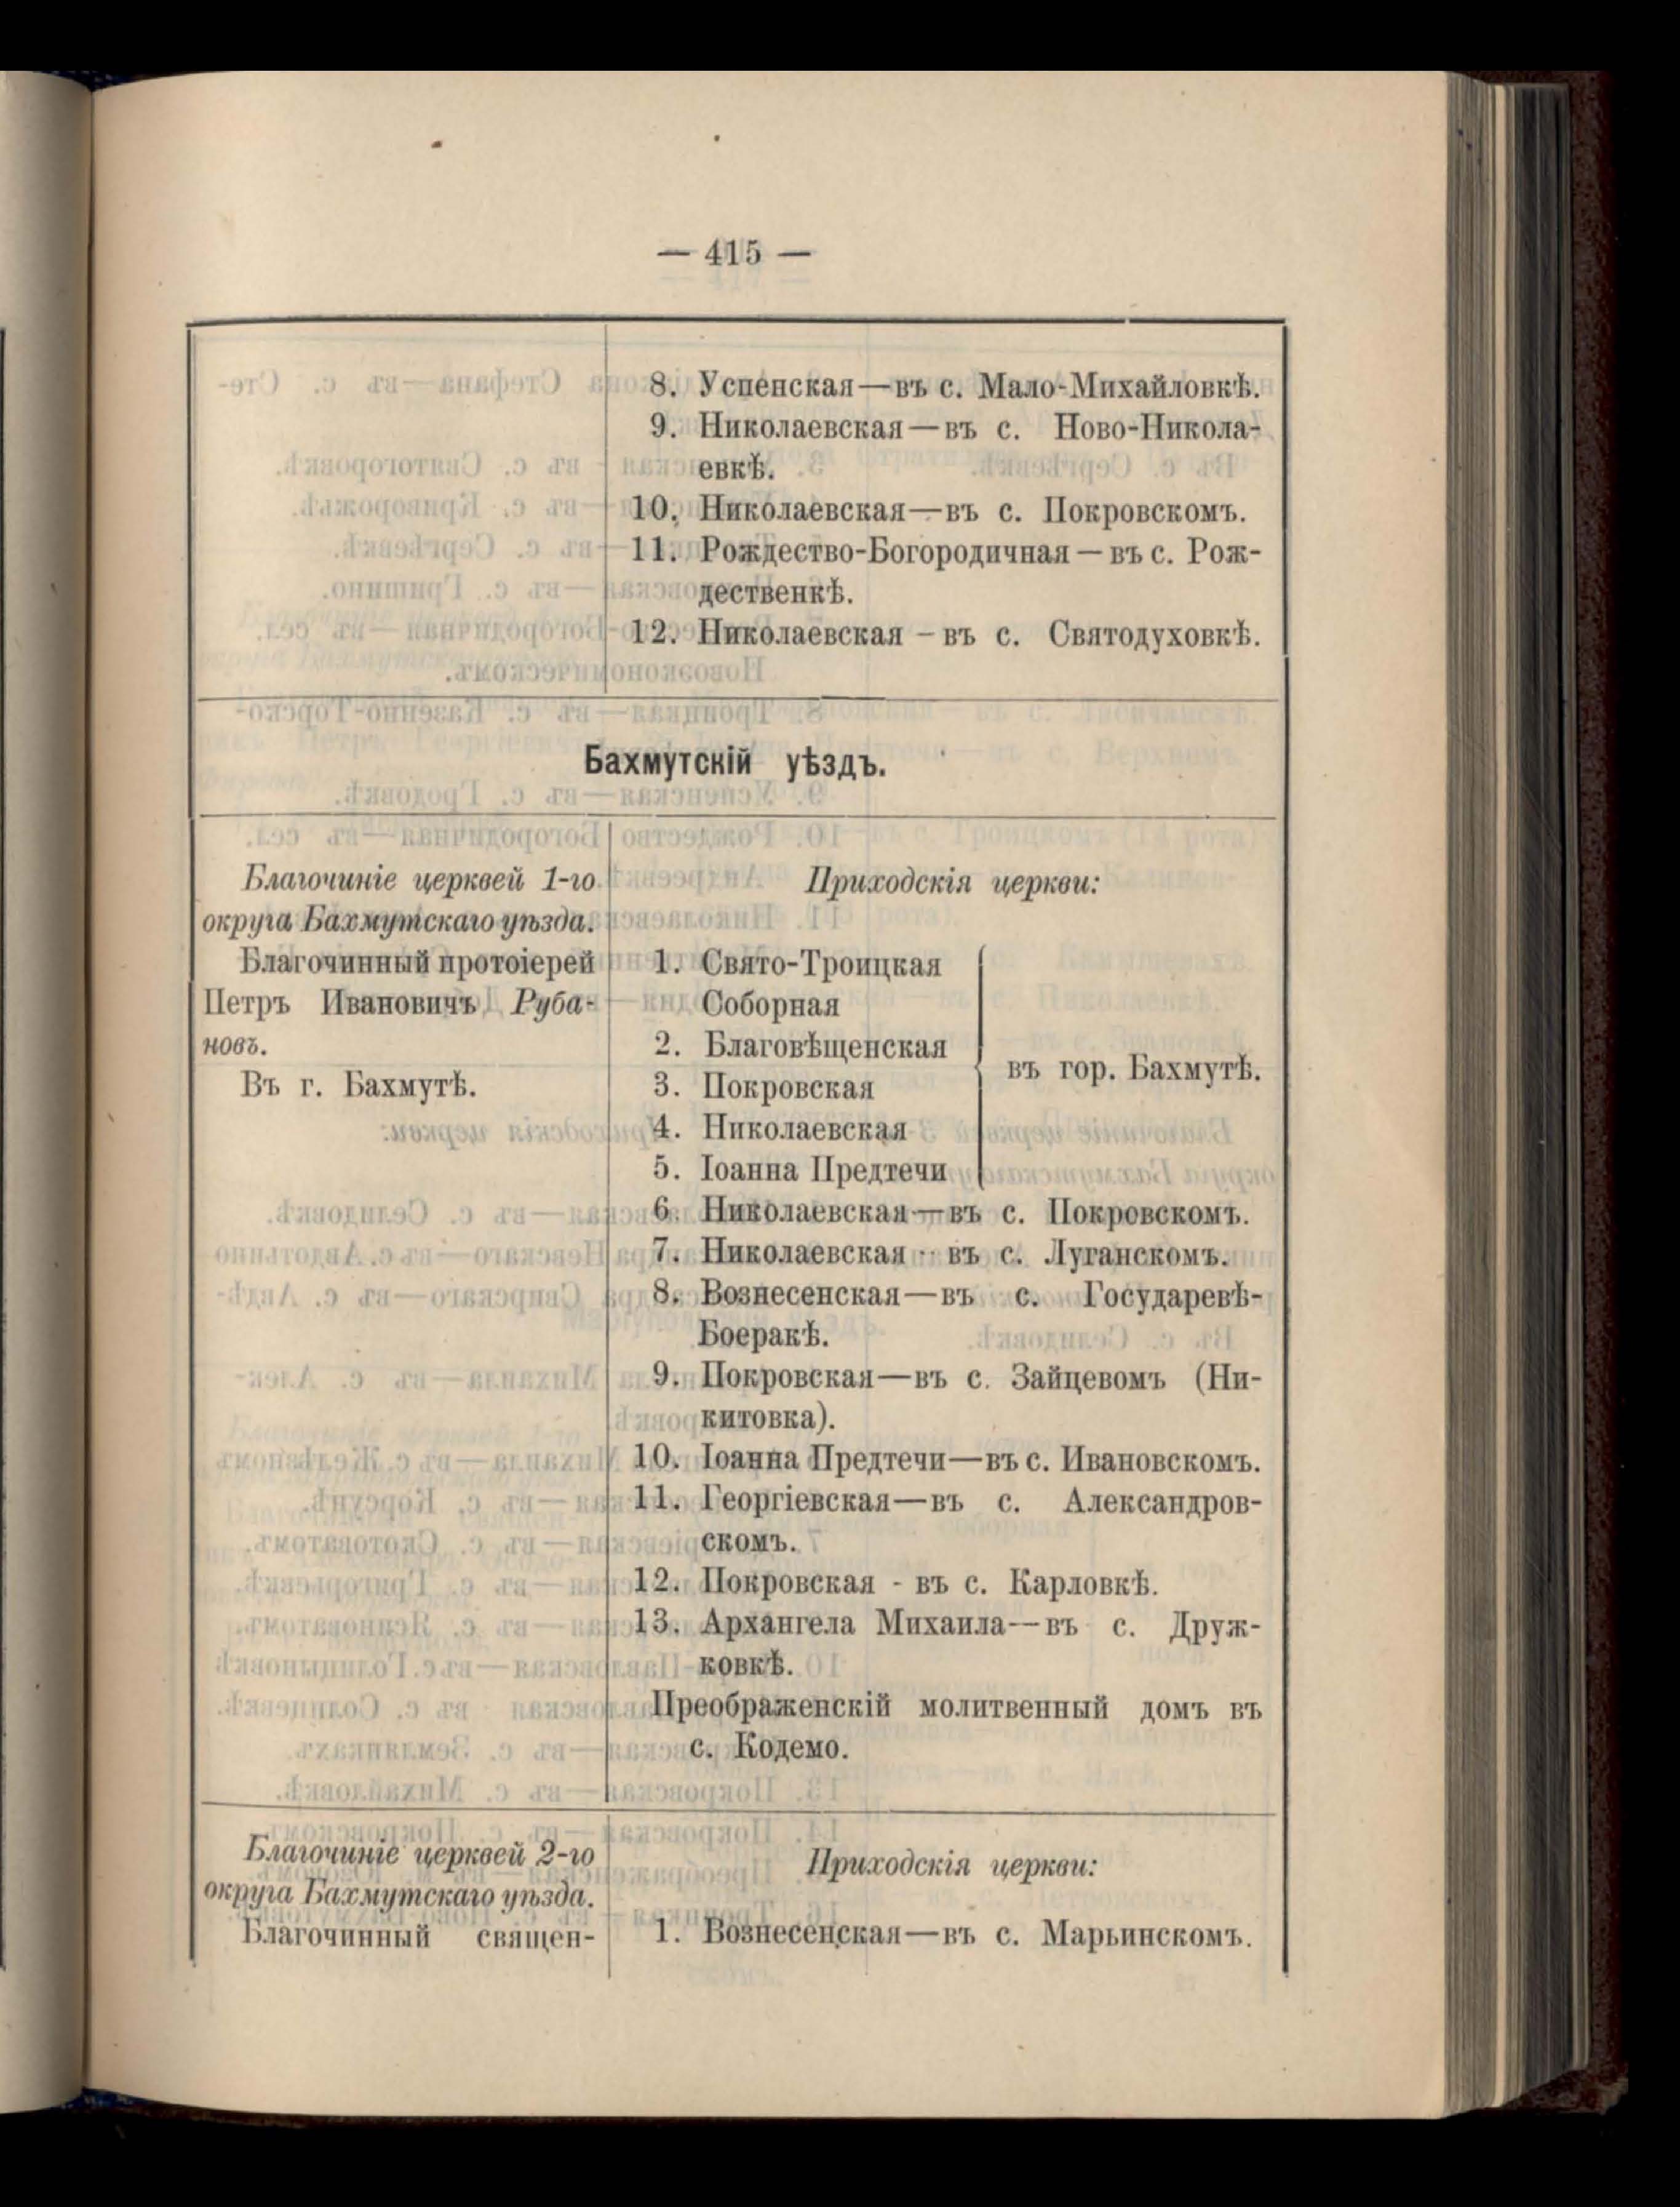 — 415 —
8. Успенская—въ с. Мало-Михайловкѣ.
9. Николаевская—въ с. Ново-Никола-
евкѣ.
10. Николаевская—въ с. Покровскомъ.
11. Рождество-Богородичная—въ с. Рож-
дественкѣ.
12. Николаевская – въ с. Святодуховкѣ.
Бахмутскій уѣздъ.
Благочиніе церквей 1-го
округа Бахмутскаго уѣзда.
Благочинный протоіерей
Петръ Ивановичъ Руба-
новъ.
Въ г. Бахмутѣ.
Приходскія церкви:
1. Свято-Троицкая
Соборная
2. Благовѣщенская
3. Покровская
4. Николаевская
5. Іоанна Предтечи
въ гор. Бахмутѣ.
6. Николаевская—въ с. Покровскомъ.
7. Николаевская - въ с. Луганскомъ.
8. Вознесенская—въ с. Государевѣ-
Боеракѣ.
9. Покровская—въ с. Зайцевомъ (Ни-
китовка).
10. Іоанна Предтечи—въ с. Ивановскомъ.
11. Георгіевская—въ с. Александров-
скомъ.
12. Покровская - въ с. Карловкѣ.
13. Архангела Михаила—въ с. Друж-
ковкѣ.
Преображенскій молитвенный домъ въ
с. Кодемо.
Благочиніе церквей 2-го
округа Бахмутскаго уѣзда.
Благочинный священ-
Приходскія церкви:
1. Вознесенская—въ с. Марьинскомъ.